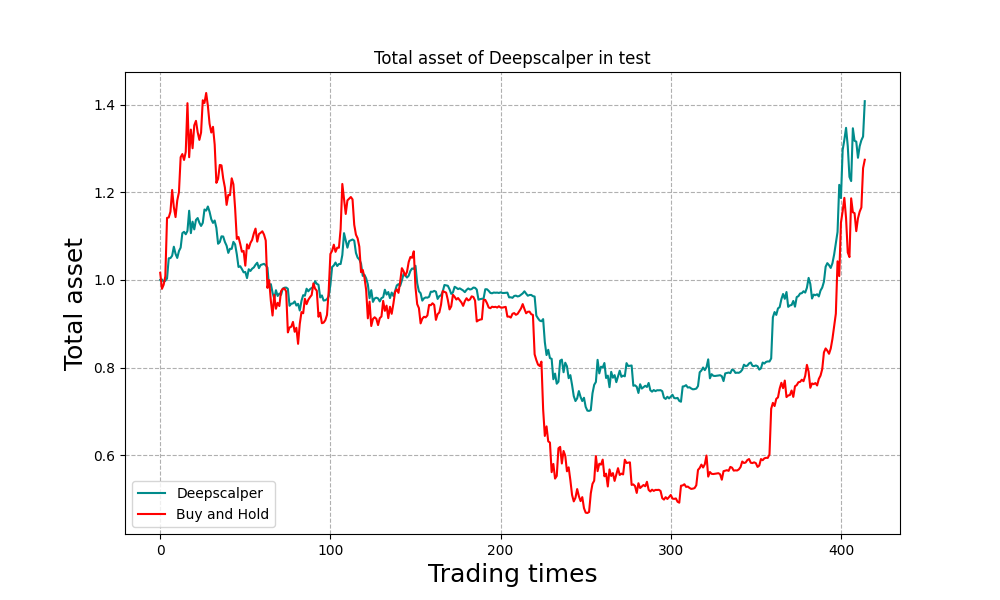 Total asset of Deepscalper in test
Total asset
1.4
1.2
1.0
0.8
0.6
Deepscalper
Buy and Hold
0 100 200 300 400
Trading times